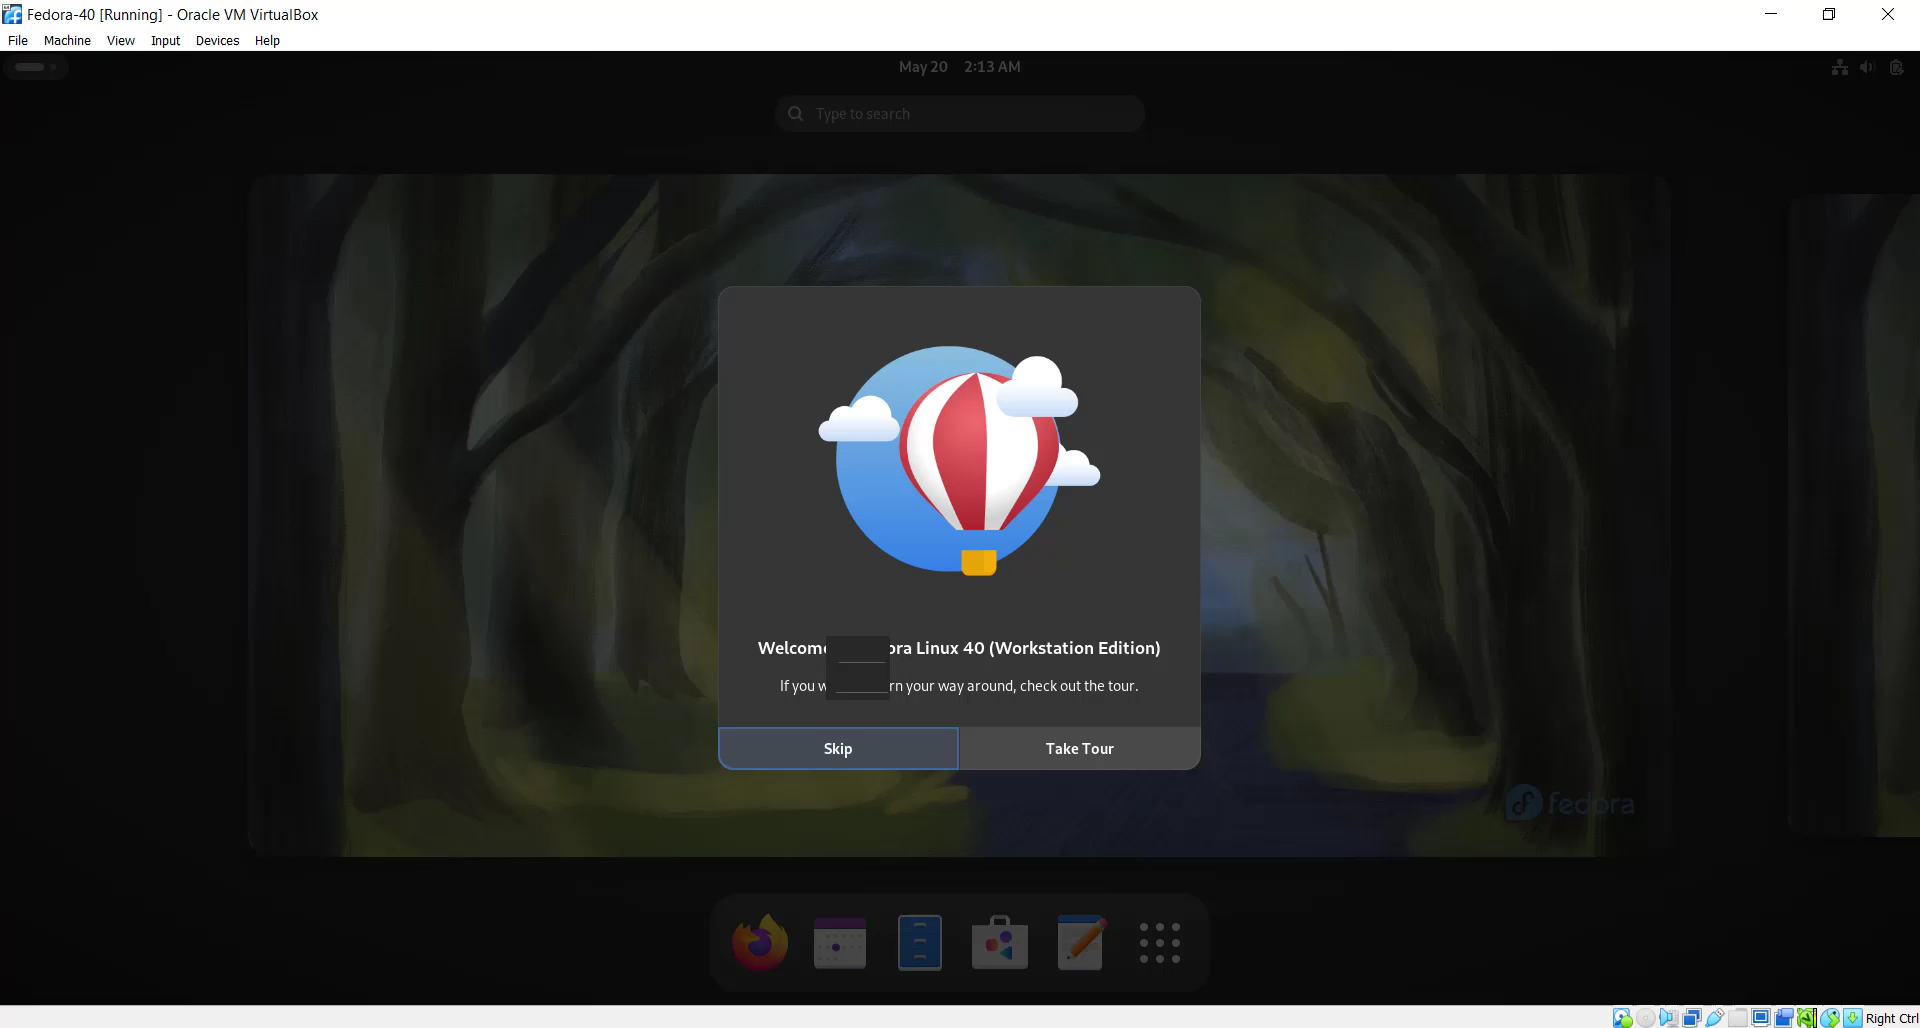 Fedora-40 [Running] - Oracle VM VirtualBox
File Machine View Input Devices Help
May 20 2:13 AM
Type to search
Welcome ora Linux 40 (Workstation Edition)
If you rn your way around, check out the tour.
Skip Take Tour
fedora
Right Ctrl